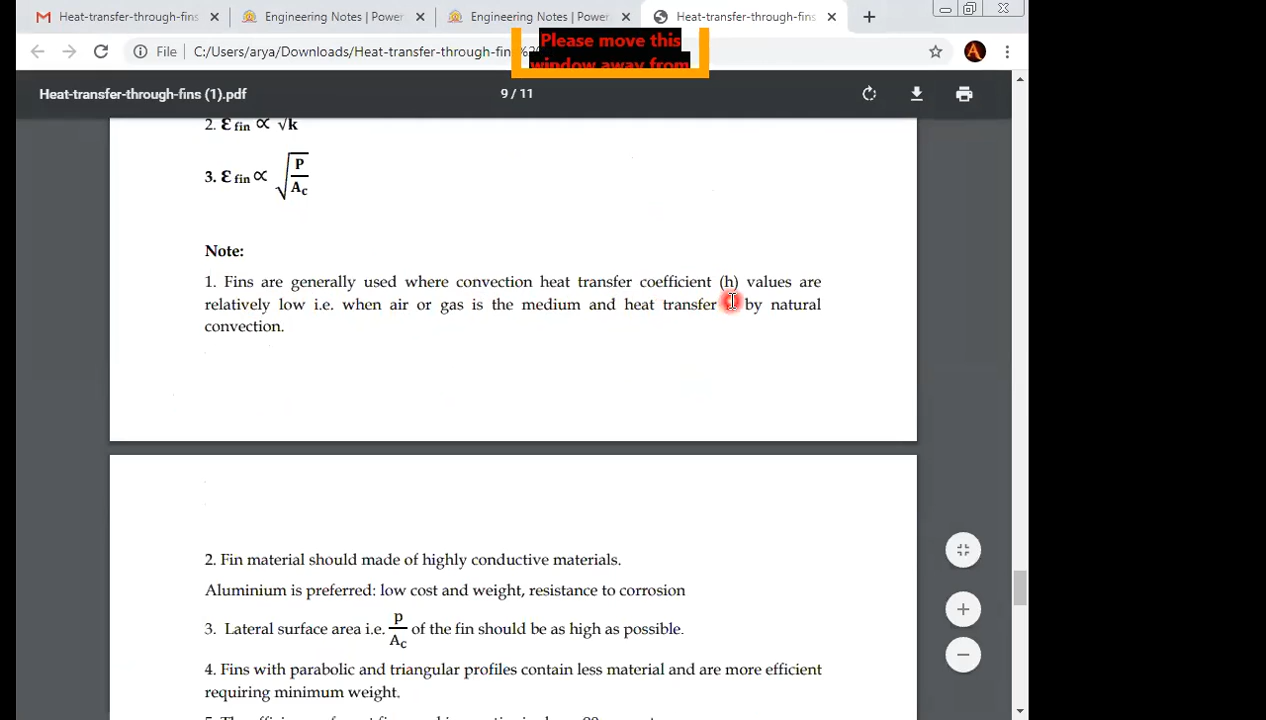 Heat-transfer-through-fins
Engineering Notes | Power
Engineering Notes | Power
Heat-transfer-through-fins
File
C:/Users/arya/Downloads/Heat-transfer-through-fin
Please move this
window away from
Heat-transfer-through-fins (1).pdf
9 / 11
2. Ɛ fin ∝ √k
3. Ɛ fin ∝ √(P/Ac)
Note:
1. Fins are generally used where convection heat transfer coefficient (h) values are
relatively low i.e. when air or gas is the medium and heat transfer by natural
convection.
2. Fin material should made of highly conductive materials.
Aluminium is preferred: low cost and weight, resistance to corrosion
3. Lateral surface area i.e. P/Ac of the fin should be as high as possible.
4. Fins with parabolic and triangular profiles contain less material and are more efficient
requiring minimum weight.